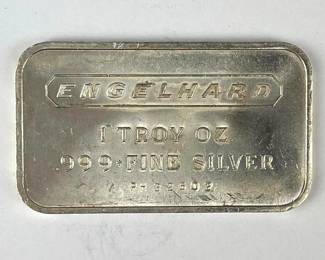 ENGELHARD
1 TROY OZ
.999+FINE SILVER